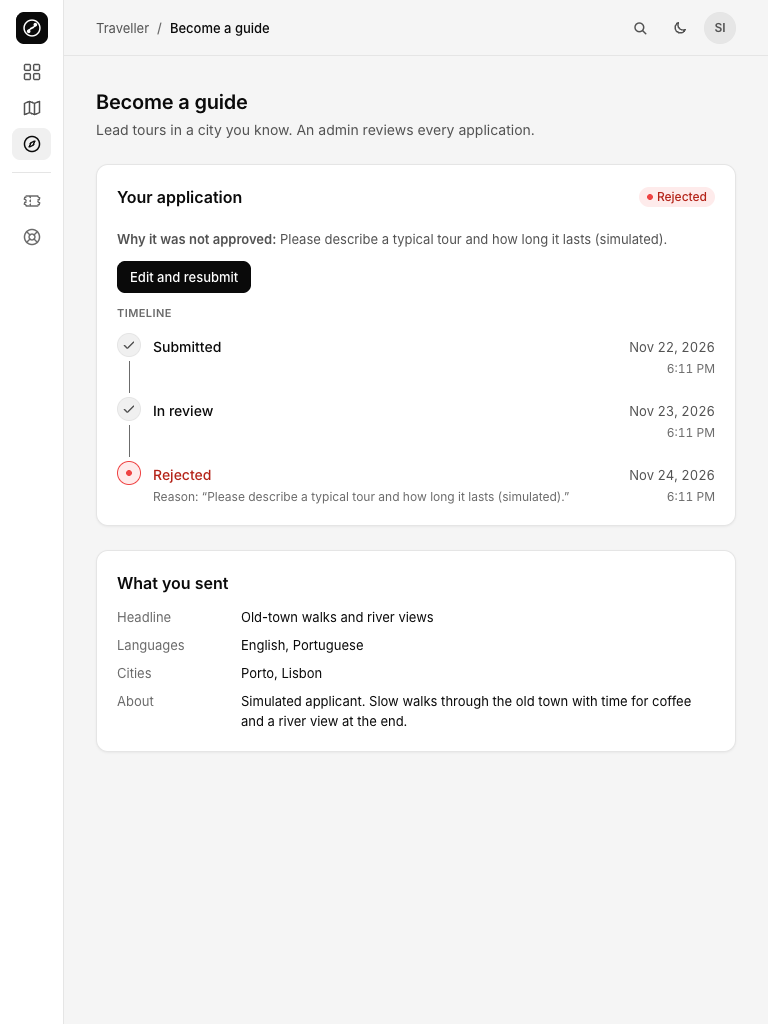 Traveller / Become a guide
SI
Become a guide
Lead tours in a city you know. An admin reviews every application.
Your application
Rejected
Why it was not approved: Please describe a typical tour and how long it lasts (simulated).
Edit and resubmit
TIMELINE
Submitted
Nov 22, 2026
6:11 PM
In review
Nov 23, 2026
6:11 PM
Rejected
Nov 24, 2026
Reason: “Please describe a typical tour and how long it lasts (simulated).”
6:11 PM
What you sent
Headline
Old-town walks and river views
Languages
English, Portuguese
Cities
Porto, Lisbon
About
Simulated applicant. Slow walks through the old town with time for coffee
and a river view at the end.